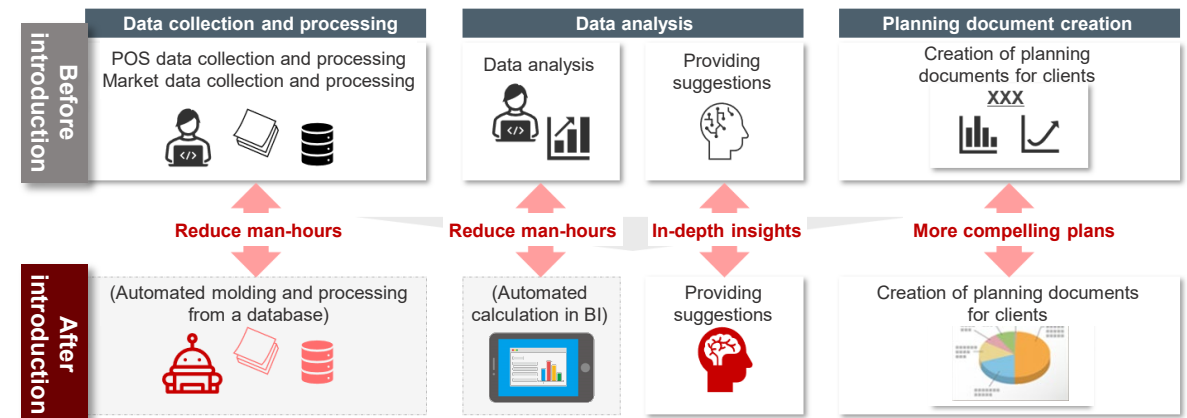 Data collection and processing
Data analysis
Planning document creation
Before
introduction
POS data collection and processing
Market data collection and processing
Data analysis
Providing
suggestions
Creation of planning
documents for clients
XXX
Reduce man-hours
Reduce man-hours
In-depth insights
More compelling plans
After
introduction
(Automated molding and processing
from a database)
(Automated
calculation in BI)
Providing
suggestions
Creation of planning documents
for clients